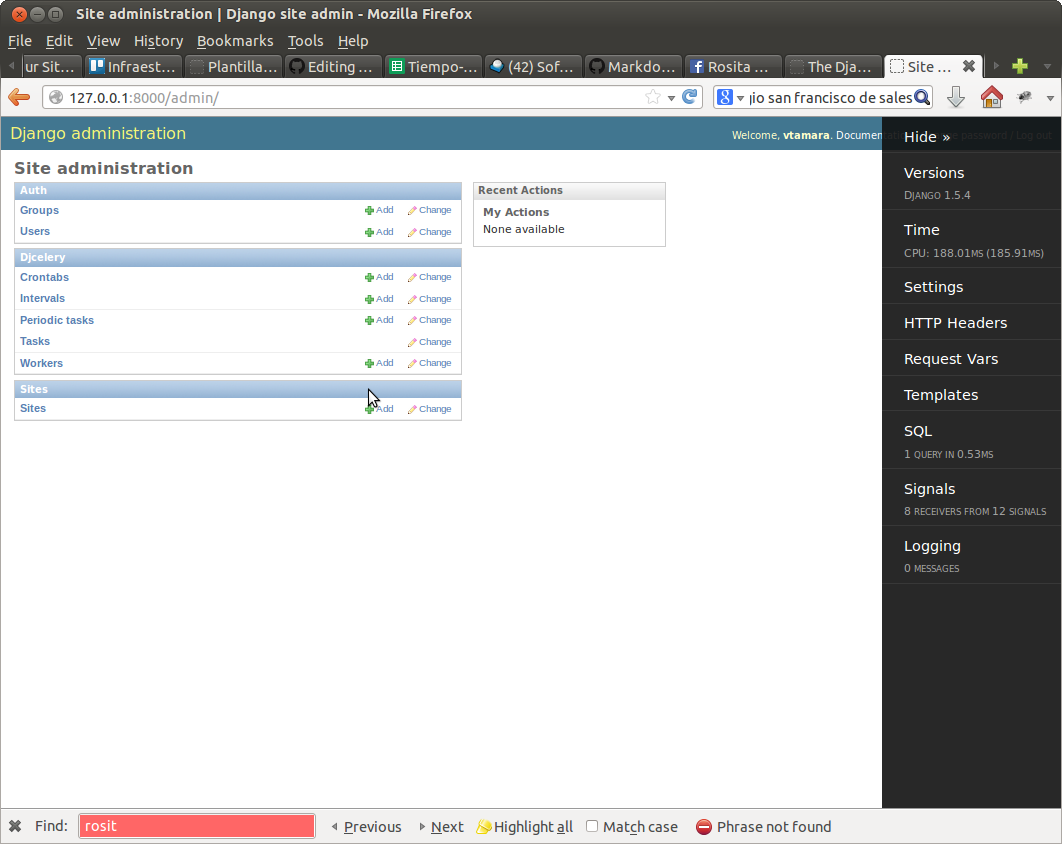 Site administration | Django site admin - Mozilla Firefox
File Edit View History Bookmarks Tools Help
ur Sit... Infraest... Plantilla... Editing ... Tiempo-... (42) Sof... Markdo... Rosita ... The Dja... Site ...
127.0.0.1:8000/admin/ gio san francisco de sales
Django administration
Welcome, vtamara. Documentation / Change password / Log out
Site administration
Auth
Groups Add Change
Users Add Change
Djcelery
Crontabs Add Change
Intervals Add Change
Periodic tasks Add Change
Tasks Change
Workers Add Change
Sites
Sites Add Change
Recent Actions
My Actions
None available
Hide »
Versions
DJANGO 1.5.4
Time
CPU: 188.01MS (185.91MS)
Settings
HTTP Headers
Request Vars
Templates
SQL
1 QUERY IN 0.53MS
Signals
8 RECEIVERS FROM 12 SIGNALS
Logging
0 MESSAGES
Find: rosit Previous Next Highlight all Match case Phrase not found